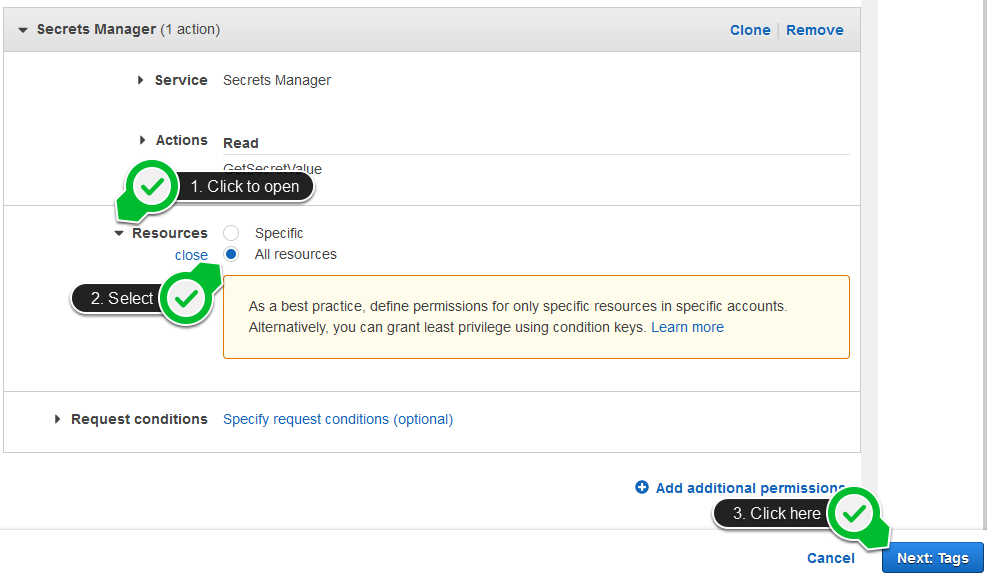 Secrets Manager (1 action) Clone Remove
Service Secrets Manager
Actions Read
GetSecretValue
1. Click to open
Resources Specific
close All resources
2. Select
As a best practice, define permissions for only specific resources in specific accounts.
Alternatively, you can grant least privilege using condition keys. Learn more
Request conditions Specify request conditions (optional)
Add additional permissions
3. Click here
Cancel Next: Tags